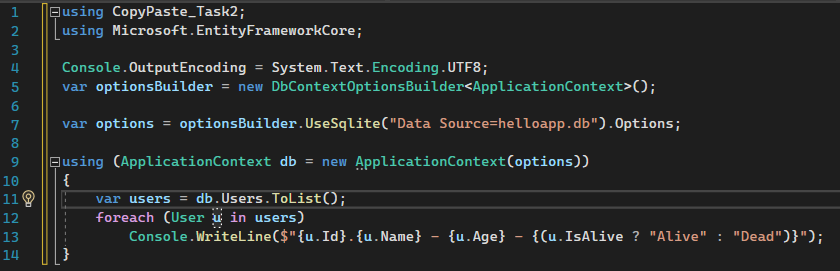 1 using CopyPaste_Task2;
2 using Microsoft.EntityFrameworkCore;
3
4 Console.OutputEncoding = System.Text.Encoding.UTF8;
5 var optionsBuilder = new DbContextOptionsBuilder<ApplicationContext>();
6
7 var options = optionsBuilder.UseSqlite("Data Source=helloapp.db").Options;
8
9 using (ApplicationContext db = new ApplicationContext(options))
10 {
11     var users = db.Users.ToList();
12     foreach (User u in users)
13         Console.WriteLine($"{u.Id}.{u.Name} - {u.Age} - {(u.IsAlive ? "Alive" : "Dead")}");
14 }